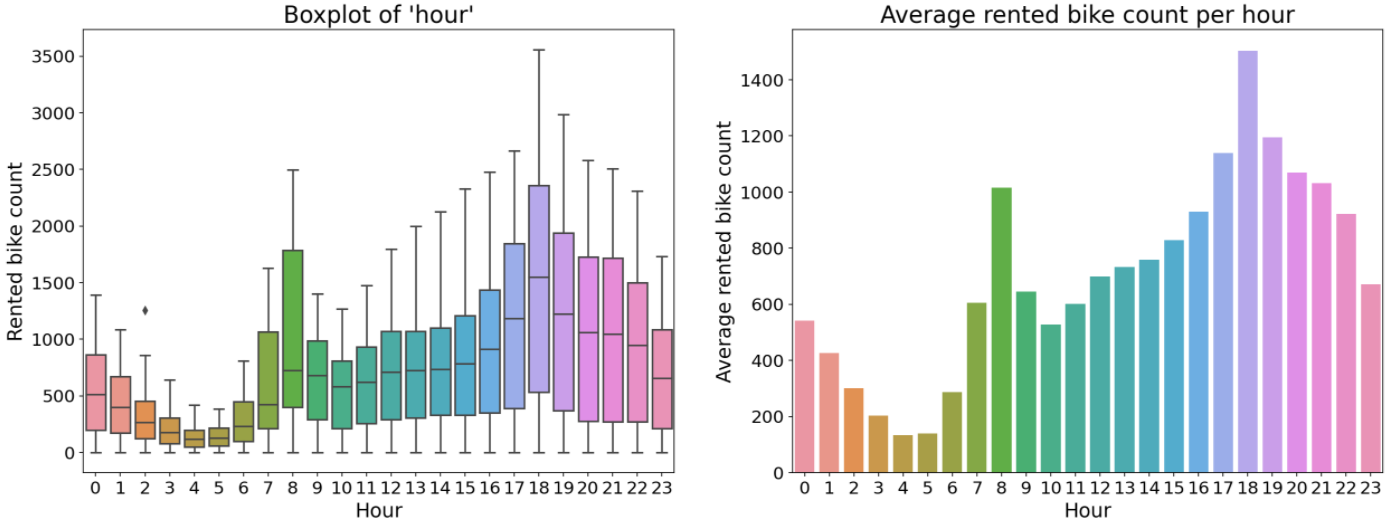 Boxplot of 'hour'
Rented bike count
3500
3000
2500
2000
1500
1000
500
0
0 1 2 3 4 5 6 7 8 9 10 11 12 13 14 15 16 17 18 19 20 21 22 23
Hour
Average rented bike count per hour
Average rented bike count
1400
1200
1000
800
600
400
200
0
0 1 2 3 4 5 6 7 8 9 10 11 12 13 14 15 16 17 18 19 20 21 22 23
Hour